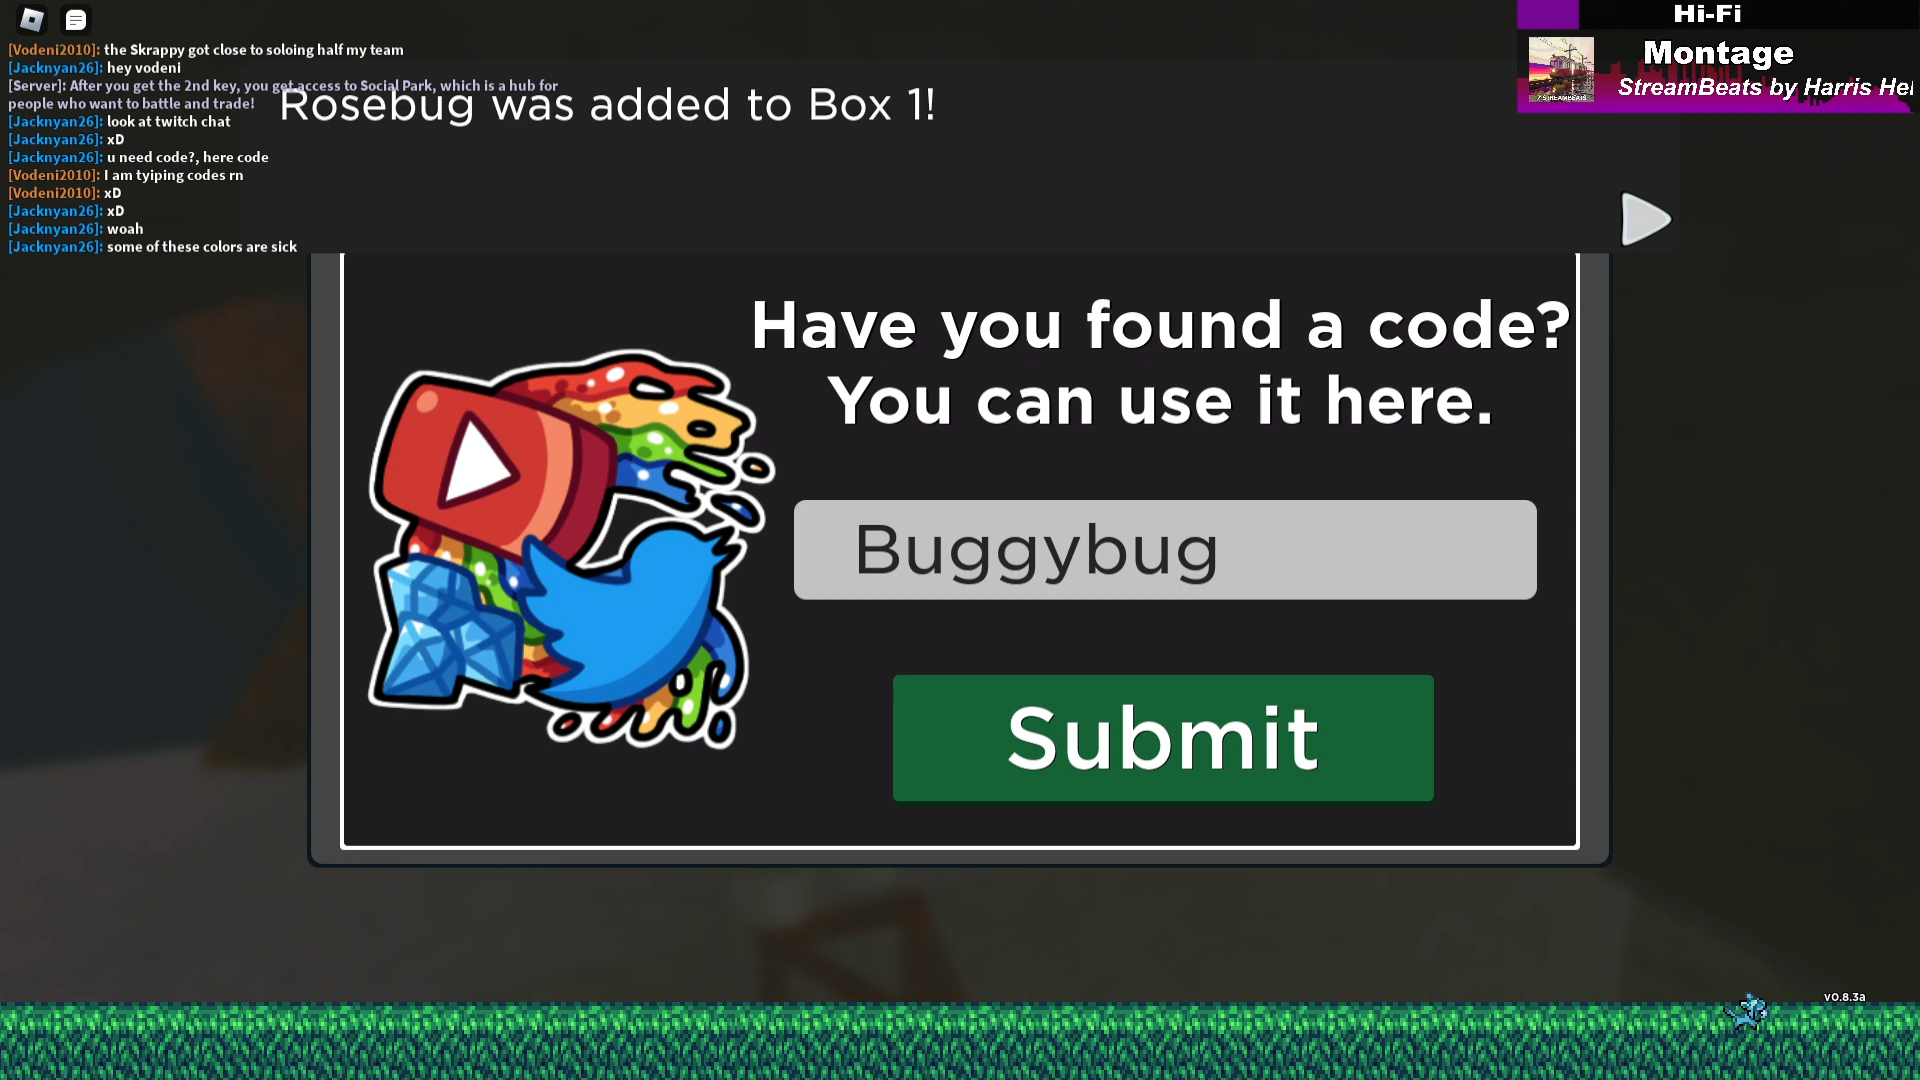 [Vodeni2010]: the Skrappy got close to soloing half my team
[Jacknyan26]: hey vodeni
[Server]: After you get the 2nd key, you get access to Social Park, which is a hub for
people who want to battle and trade!
Rosebug was added to Box 1!
[Jacknyan26]: look at twitch chat
[Jacknyan26]: xD
[Jacknyan26]: u need code?, here code
[Vodeni2010]: I am tyiping codes rn
[Vodeni2010]: xD
[Jacknyan26]: xD
[Jacknyan26]: woah
[Jacknyan26]: some of these colors are sick
Hi-Fi
Montage
StreamBeats by Harris Hel
Have you found a code?
You can use it here.
Buggybug
Submit
v0.8.3a